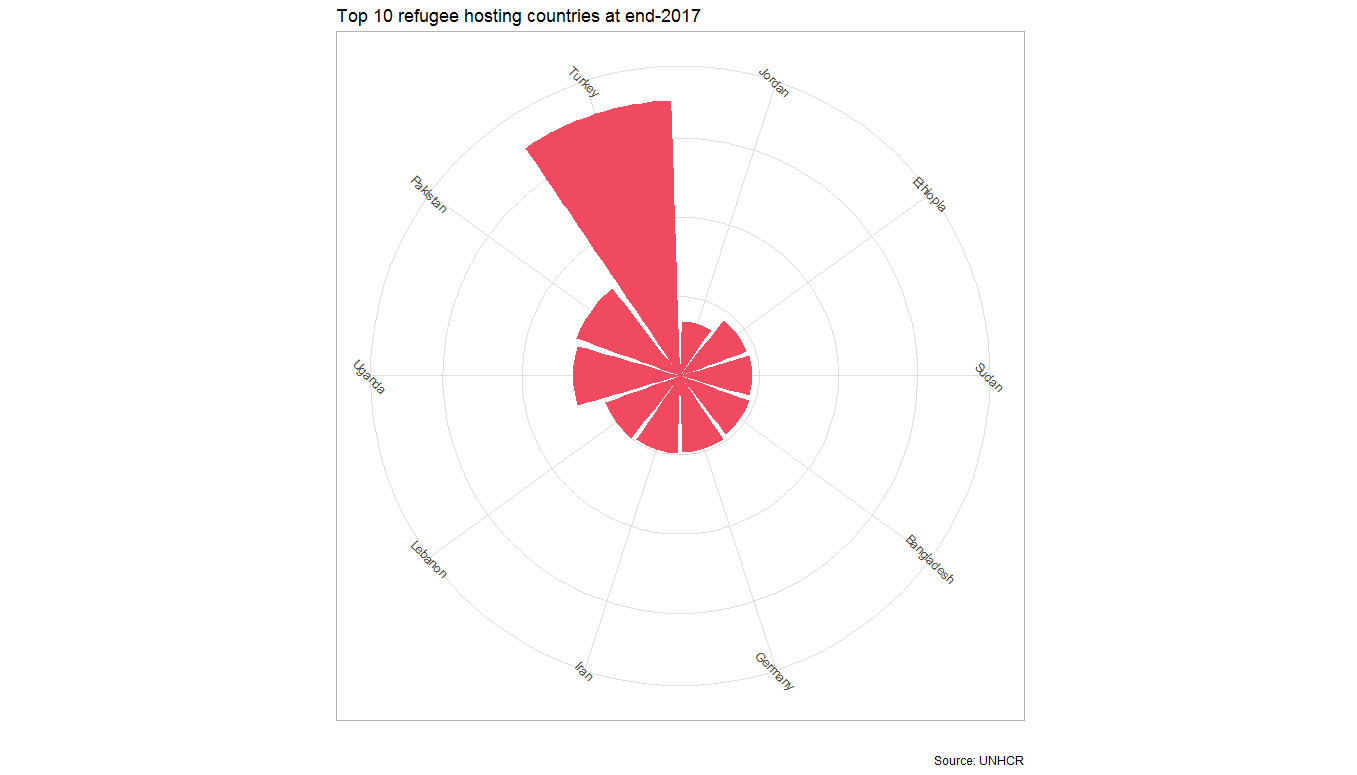 Top 10 refugee hosting countries at end-2017
Turkey
Jordan
Pakistan
Ethiopia
Uganda
Sudan
Lebanon
Bangladesh
Iran
Germany
Source: UNHCR